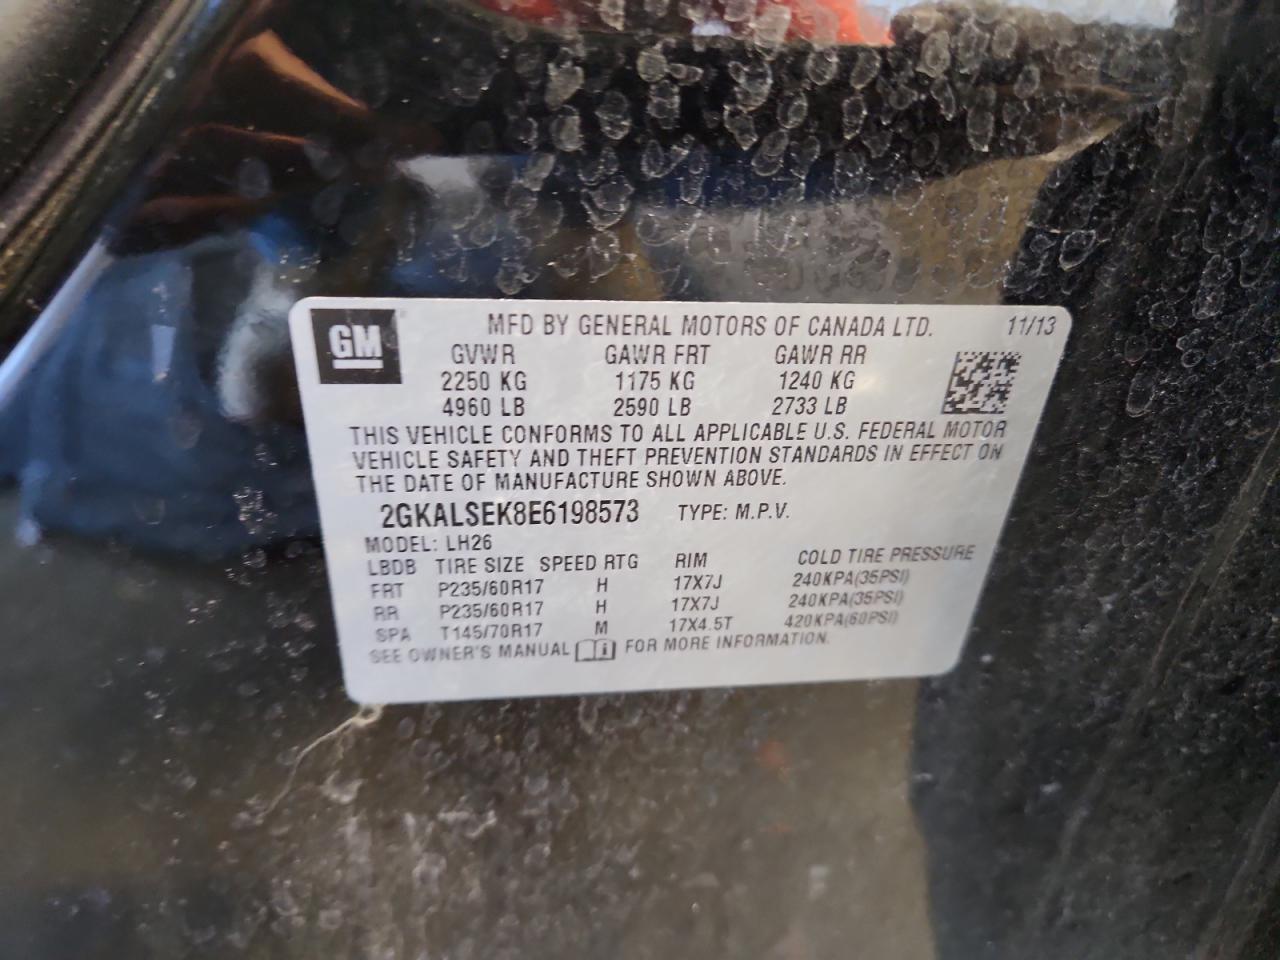 GM
MFD BY GENERAL MOTORS OF CANADA LTD. 11/13
GVWR GAWR FRT GAWR RR
2250 KG 1175 KG 1240 KG
4960 LB 2590 LB 2733 LB
THIS VEHICLE CONFORMS TO ALL APPLICABLE U.S. FEDERAL MOTOR
VEHICLE SAFETY AND THEFT PREVENTION STANDARDS IN EFFECT ON
THE DATE OF MANUFACTURE SHOWN ABOVE.
2GKALSEK8E6198573 TYPE: M.P.V.
MODEL: LH26
LBDB TIRE SIZE SPEED RTG RIM COLD TIRE PRESSURE
FRT P235/60R17 H 17X7J 240KPA(35PSI)
RR P235/60R17 H 17X7J 240KPA(35PSI)
SPA T145/70R17 M 17X4.5T 420KPA(60PSI)
SEE OWNER'S MANUAL FOR MORE INFORMATION.